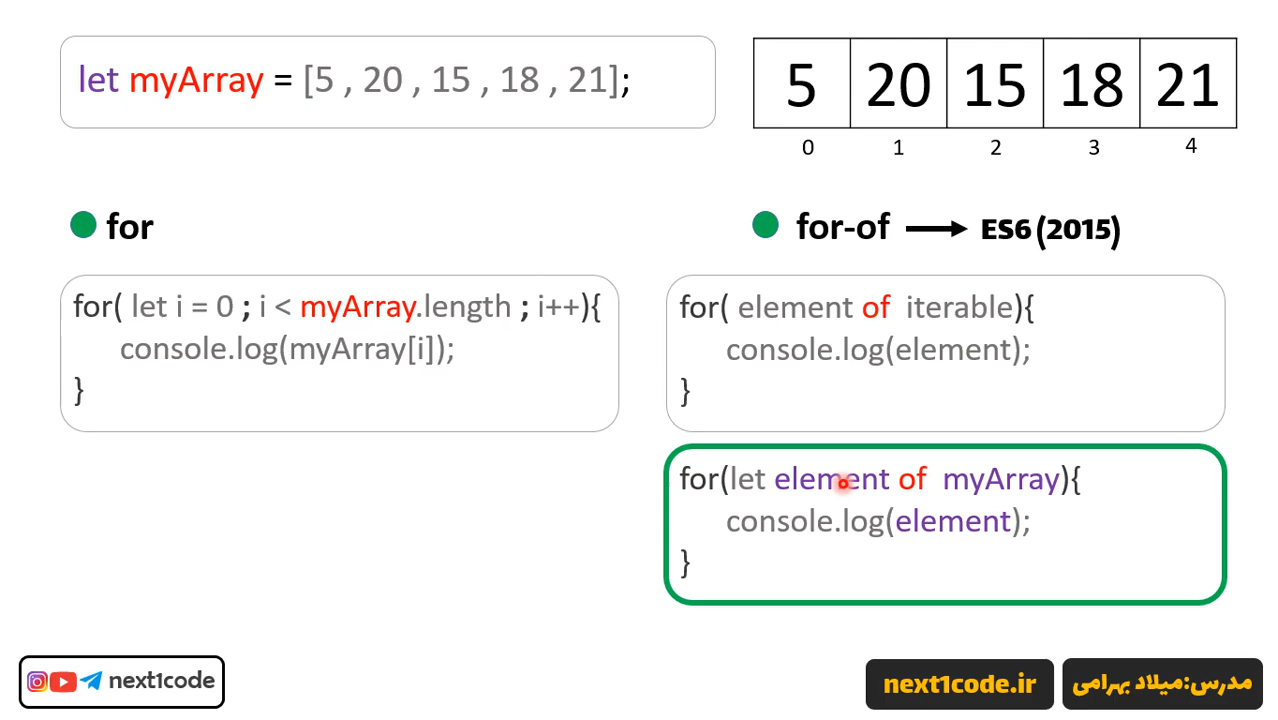 let myArray = [5 , 20 , 15 , 18 , 21];
5 20 15 18 21
0 1 2 3 4
for
for( let i = 0 ; i < myArray.length ; i++){
console.log(myArray[i]);
}
for-of ES6 (2015)
for( element of iterable){
console.log(element);
}
for(let element of myArray){
console.log(element);
}
next1code
next1code.ir
مدرس:میلاد بهرامی